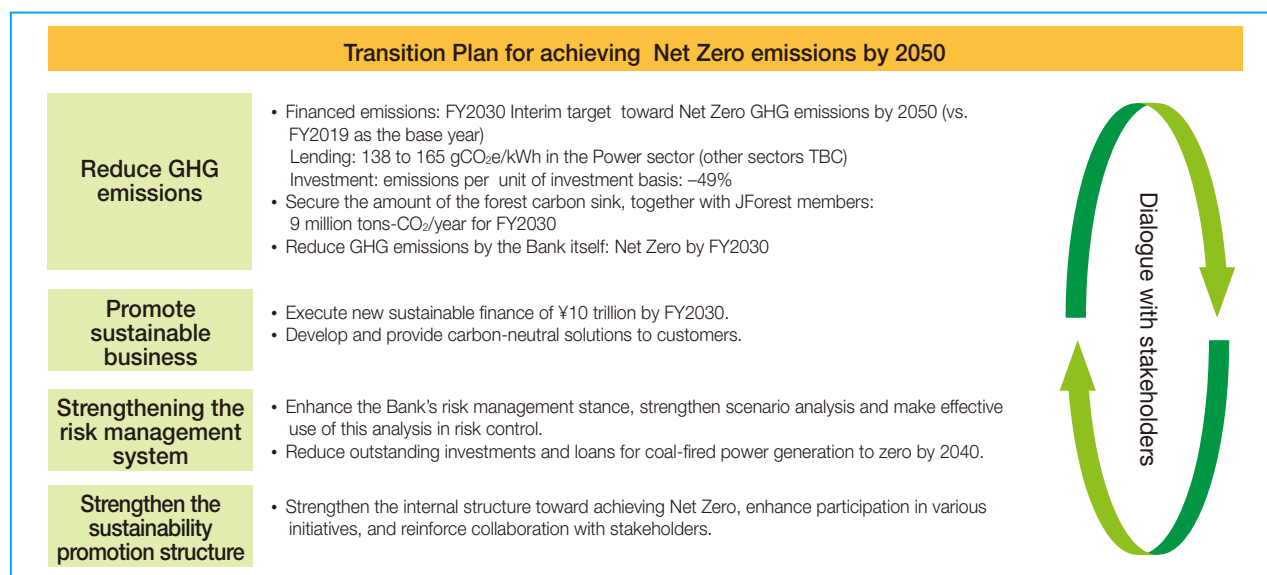 Transition Plan for achieving Net Zero emissions by 2050
Reduce GHG
emissions
• Financed emissions: FY2030 Interim target toward Net Zero GHG emissions by 2050 (vs.
FY2019 as the base year)
Lending: 138 to 165 gCO₂e/kWh in the Power sector (other sectors TBC)
Investment: emissions per unit of investment basis: –49%
• Secure the amount of the forest carbon sink, together with JForest members:
9 million tons-CO₂/year for FY2030
• Reduce GHG emissions by the Bank itself: Net Zero by FY2030
Promote
sustainable
business
• Execute new sustainable finance of ¥10 trillion by FY2030.
• Develop and provide carbon-neutral solutions to customers.
Strengthening the
risk management
system
• Enhance the Bank’s risk management stance, strengthen scenario analysis and make effective
use of this analysis in risk control.
• Reduce outstanding investments and loans for coal-fired power generation to zero by 2040.
Strengthen the
sustainability
promotion structure
• Strengthen the internal structure toward achieving Net Zero, enhance participation in various
initiatives, and reinforce collaboration with stakeholders.
Dialogue with stakeholders